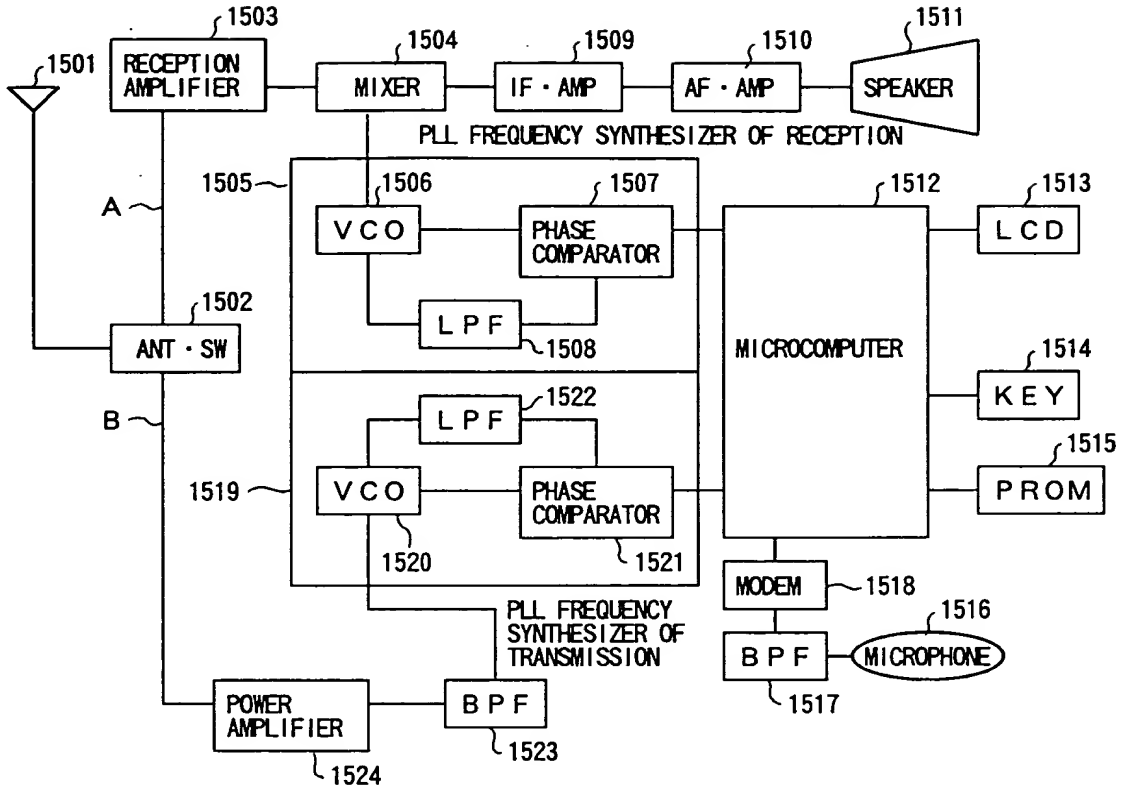 1503
1504
1509
1510
1511
1501
RECEPTION
AMPLIFIER
MIXER
IF・AMP
AF・AMP
SPEAKER
PLL FREQUENCY SYNTHESIZER OF RECEPTION
1505
1506
1507
1512
1513
A
VCO
PHASE
COMPARATOR
LCD
1502
LPF
1508
ANT・SW
MICROCOMPUTER
1514
KEY
B
1522
LPF
1515
1519
VCO
PHASE
COMPARATOR
PROM
1520
1521
MODEM
1518
PLL FREQUENCY
SYNTHESIZER OF
TRANSMISSION
1516
BPF
MICROPHONE
1517
POWER
AMPLIFIER
BPF
1523
1524